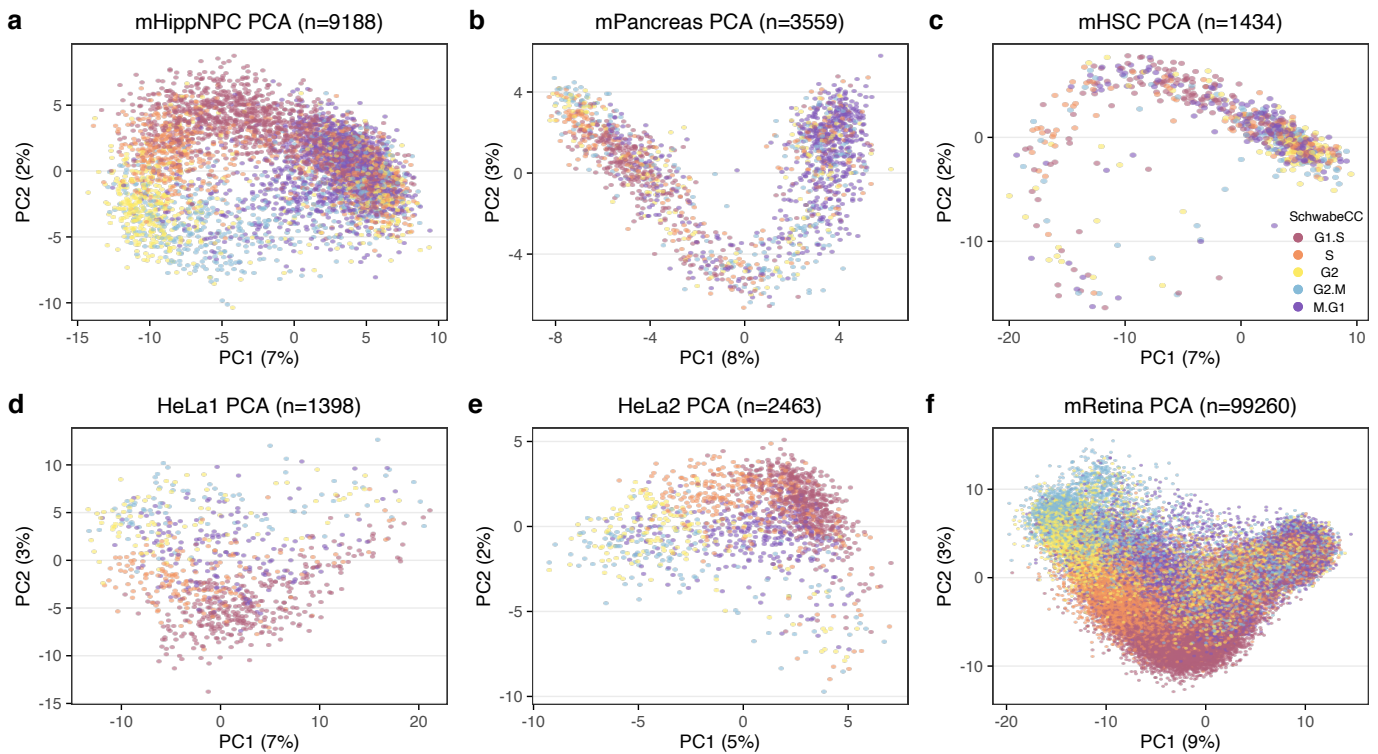 a
mHippNPC PCA (n=9188)
PC2 (2%)
5
0
-5
-10
-15
-10
-5
0
5
10
PC1 (7%)
b
mPancreas PCA (n=3559)
PC2 (3%)
4
0
-4
-8
-4
0
4
PC1 (8%)
c
mHSC PCA (n=1434)
PC2 (2%)
0
-10
SchwabeCC
G1.S
S
G2
G2.M
M.G1
-20
-10
0
10
PC1 (7%)
d
HeLa1 PCA (n=1398)
PC2 (3%)
10
5
0
-5
-10
-15
-10
0
10
20
PC1 (7%)
e
HeLa2 PCA (n=2463)
PC2 (2%)
5
0
-5
-10
-10
-5
0
5
PC1 (5%)
f
mRetina PCA (n=99260)
PC2 (3%)
10
0
-10
-20
-10
0
10
PC1 (9%)